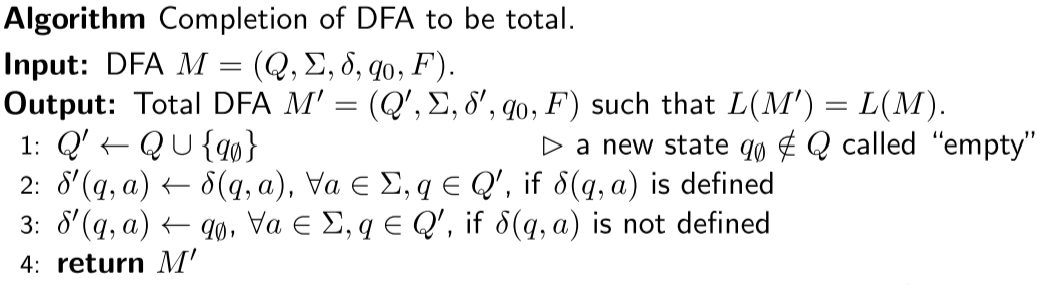 Algorithm Completion of DFA to be total.
Input: DFA M = (Q, Σ, δ, q₀, F).
Output: Total DFA M′ = (Q′, Σ, δ′, q₀, F) such that L(M′) = L(M).
1: Q′ ← Q ∪ {q∅} ▷ a new state q∅ ∉ Q called “empty”
2: δ′(q, a) ← δ(q, a), ∀a ∈ Σ, q ∈ Q′, if δ(q, a) is defined
3: δ′(q, a) ← q∅, ∀a ∈ Σ, q ∈ Q′, if δ(q, a) is not defined
4: return M′